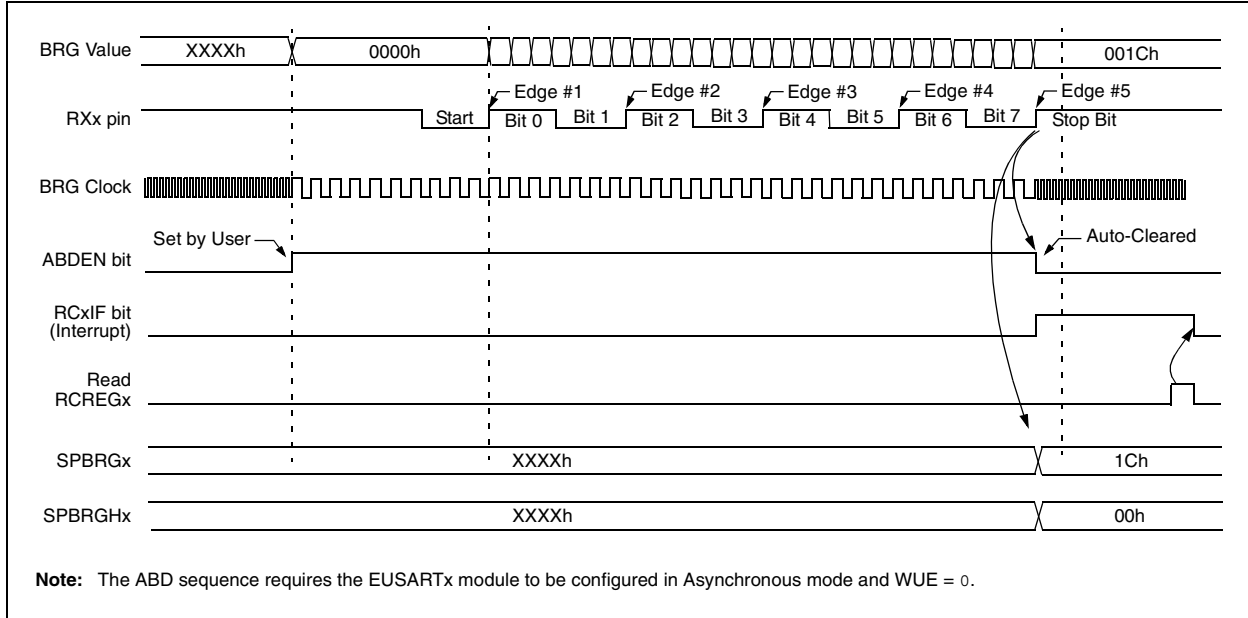 BRG Value
XXXXh
0000h
001Ch
RXx pin
Start
Edge #1
Bit 0
Bit 1
Edge #2
Bit 2
Bit 3
Edge #3
Bit 4
Bit 5
Edge #4
Bit 6
Bit 7
Edge #5
Stop Bit
BRG Clock
Set by User
Auto-Cleared
ABDEN bit
RCxIF bit
(Interrupt)
Read
RCREGx
SPBRGx
XXXXh
1Ch
SPBRGHx
XXXXh
00h
Note: The ABD sequence requires the EUSARTx module to be configured in Asynchronous mode and WUE = 0.